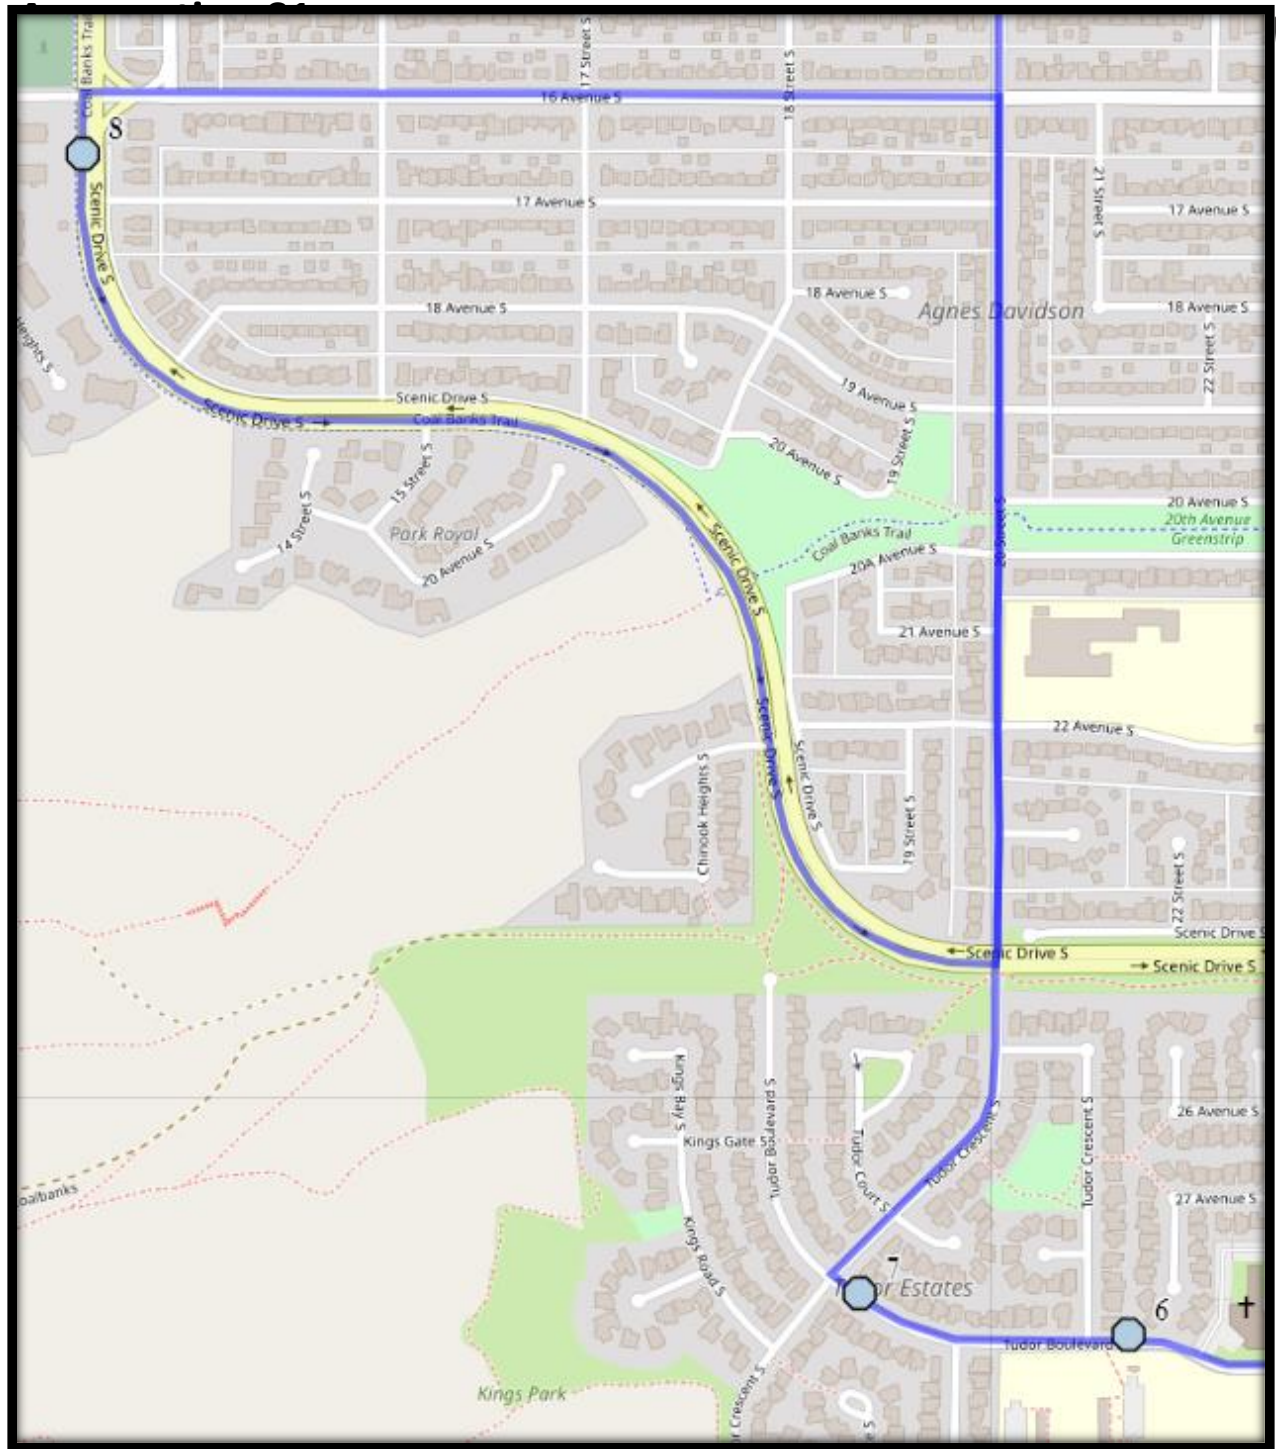 Coal Banks Trail
17 Street S
18 Street S
16 Avenue S
8
Scenic Drive S
21 Street S
17 Avenue S
17 Avenue S
18 Avenue S
18 Avenue S
Agnes Davidson
18 Avenue S
Heights S
22 Street S
19 Avenue S
Scenic Drive S
Scenic Drive S
Coal Banks Trail
20 Avenue S
19 Street S
15 Street S
20 Avenue S
20th Avenue
Greenstrip
14 Street S
Park Royal
20 Avenue S
Coal Banks Trail
20A Avenue S
20 Street S
Scenic Drive S
21 Avenue S
22 Avenue S
Scenic Drive S
Scenic Drive S
Chinook Heights S
19 Street S
22 Street S
Scenic Drive S
Scenic Drive S
Scenic Drive S
Kings Bay S
Tudor Boulevard S
Kings Gate S
Tudor Court S
Tudor Crescent S
Tudor Crescent S
26 Avenue S
oalbanks
27 Avenue S
Kings Road S
7
Tudor Estates
6
Tudor Boulevard
r Crescent S
Kings Park
e S